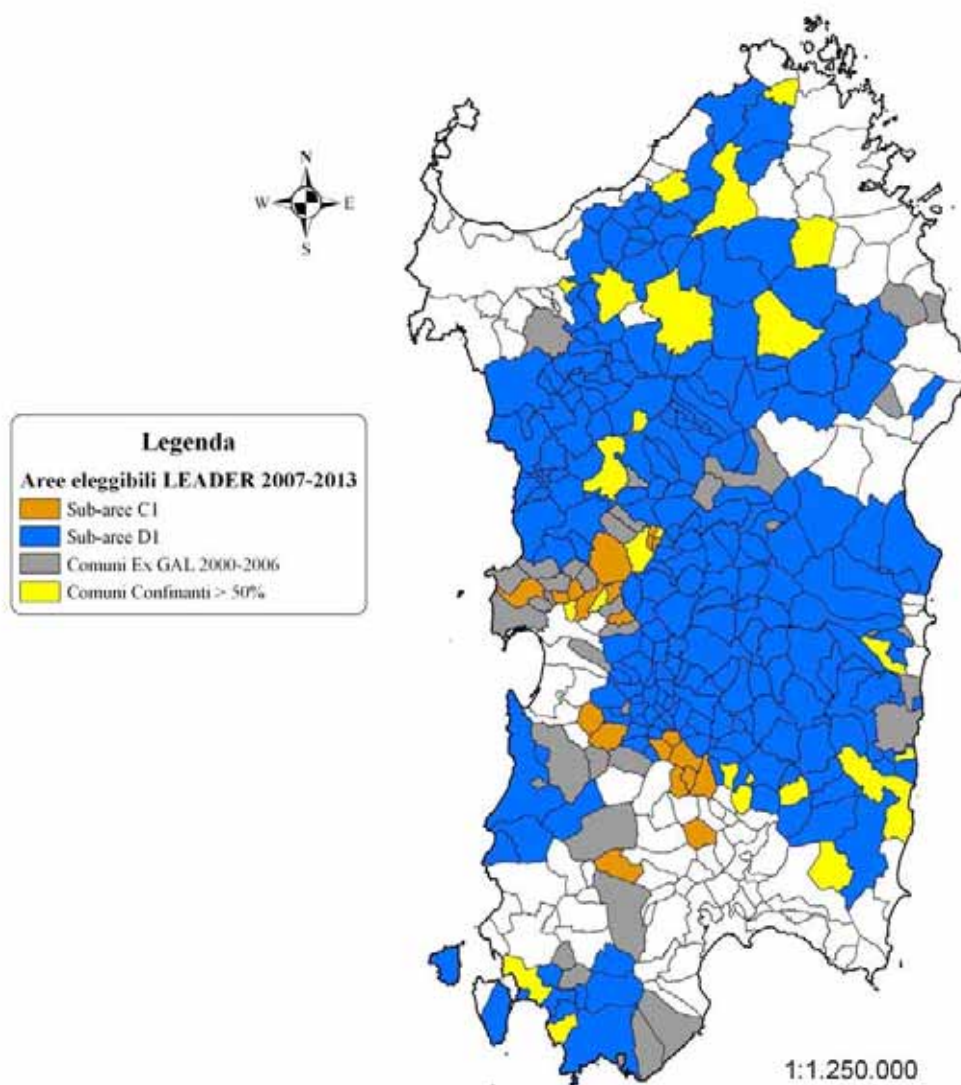 N
W E
S
Legenda
Aree eleggibili LEADER 2007-2013
Sub-aree C1
Sub-aree D1
Comuni Ex GAL 2000-2006
Comuni Confinanti > 50%
1:1.250.000